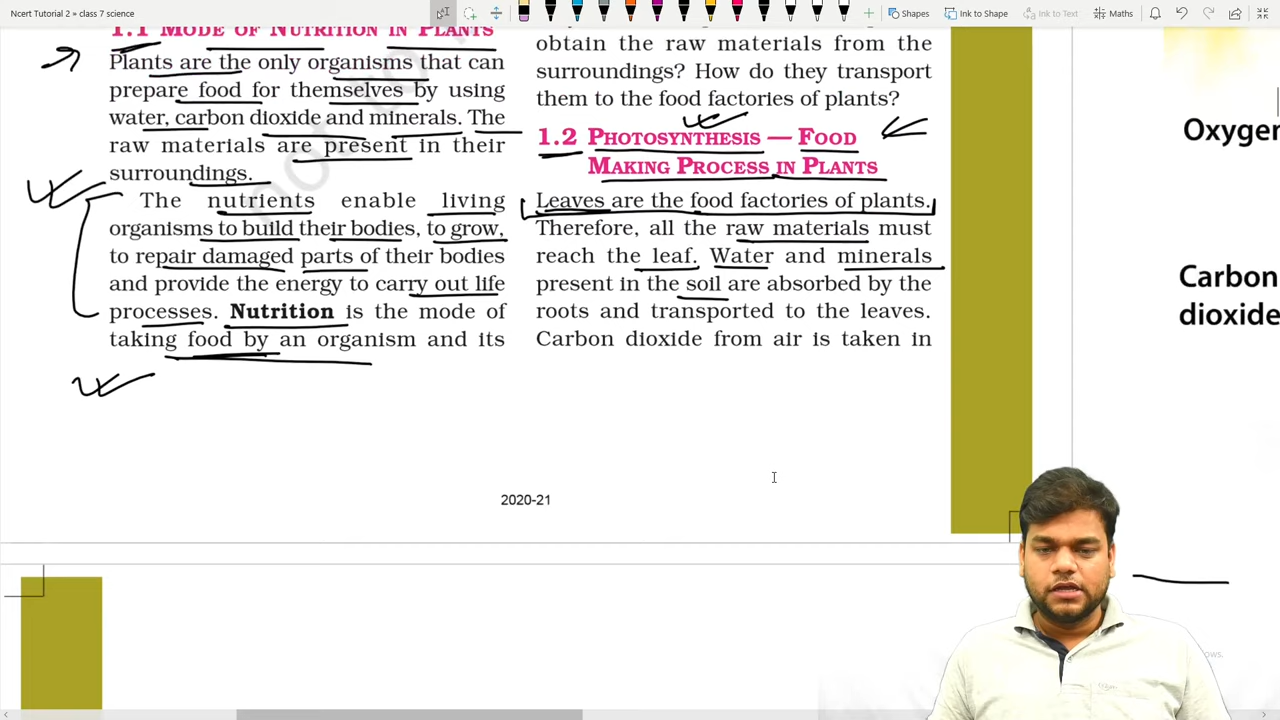 Ncert Tutorial 2 » class 7 science
Shapes
Ink to Shape
Ink to Text
Maths
1.1 MODE OF NUTRITION IN PLANTS
Plants are the only organisms that can
prepare food for themselves by using
water, carbon dioxide and minerals. The
raw materials are present in their
surroundings.
The nutrients enable living
organisms to build their bodies, to grow,
to repair damaged parts of their bodies
and provide the energy to carry out life
processes. Nutrition is the mode of
taking food by an organism and its
obtain the raw materials from the
surroundings? How do they transport
them to the food factories of plants?
1.2 PHOTOSYNTHESIS — FOOD
MAKING PROCESS IN PLANTS
Leaves are the food factories of plants.
Therefore, all the raw materials must
reach the leaf. Water and minerals
present in the soil are absorbed by the
roots and transported to the leaves.
Carbon dioxide from air is taken in
not to
2020-21
Oxygen
Carbon
dioxide